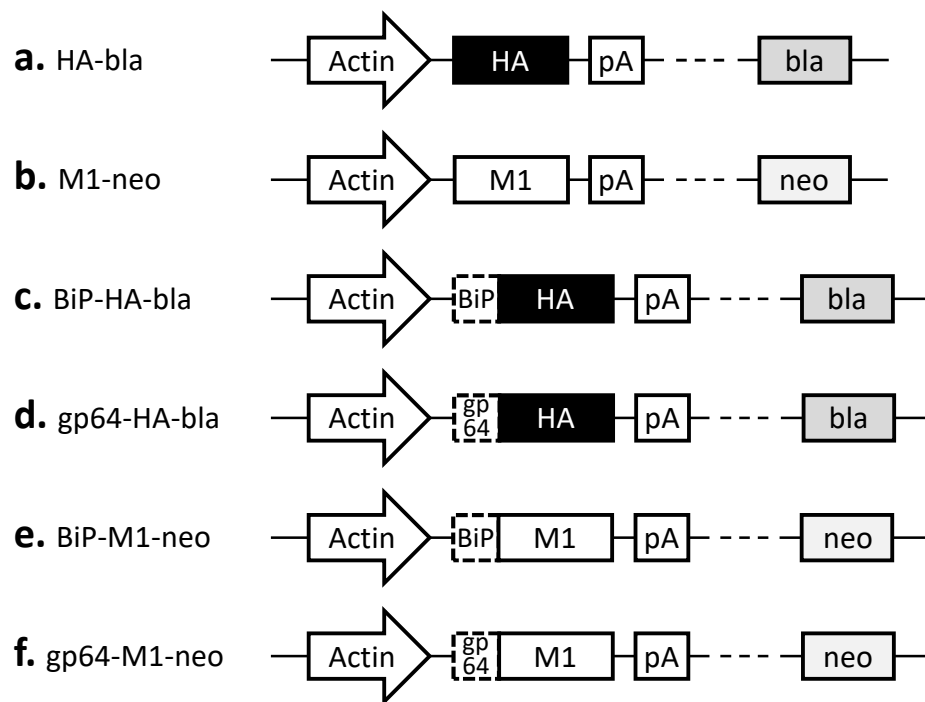 a. HA-bla Actin HA pA bla
b. M1-neo Actin M1 pA neo
c. BiP-HA-bla Actin BiP HA pA bla
d. gp64-HA-bla Actin gp 64 HA pA bla
e. BiP-M1-neo Actin BiP M1 pA neo
f. gp64-M1-neo Actin gp 64 M1 pA neo